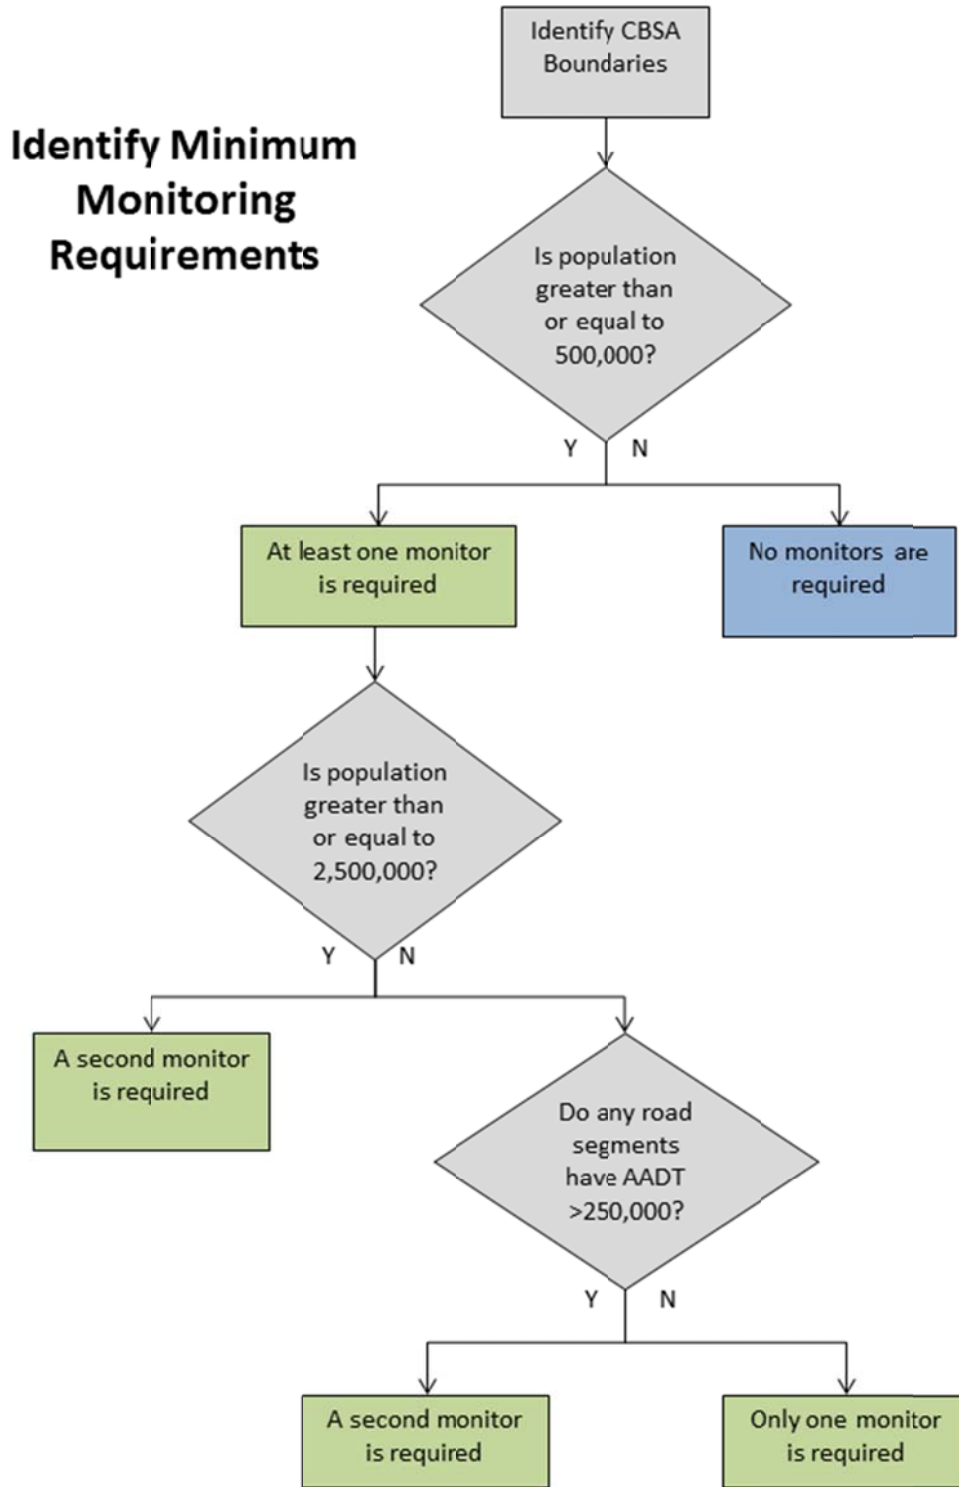 Identify CBSA
Boundaries
Identify Minimum
Monitoring
Requirements
Is population
greater than
or equal to
500,000?
Y
N
At least one monitor
is required
No monitors are
required
Is population
greater than
or equal to
2,500,000?
Y
N
A second monitor
is required
Do any road
segments
have AADT
>250,000?
Y
N
A second monitor
is required
Only one monitor
is required